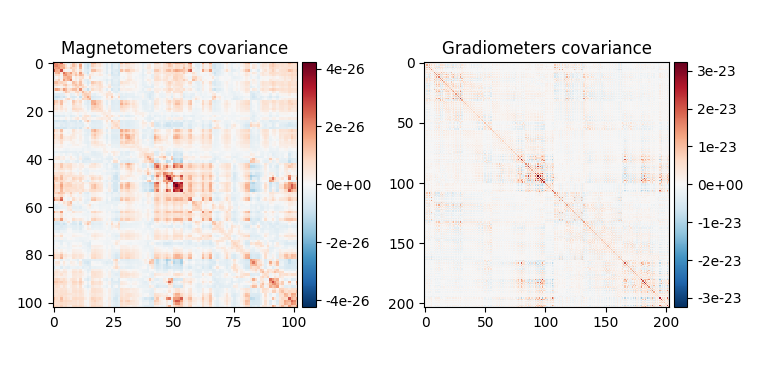 Magnetometers covariance
0
20
40
60
80
100
0
25
50
75
100
4e-26
2e-26
0e+00
-2e-26
-4e-26
Gradiometers covariance
0
50
100
150
200
0
50
100
150
200
3e-23
2e-23
1e-23
0e+00
-1e-23
-2e-23
-3e-23